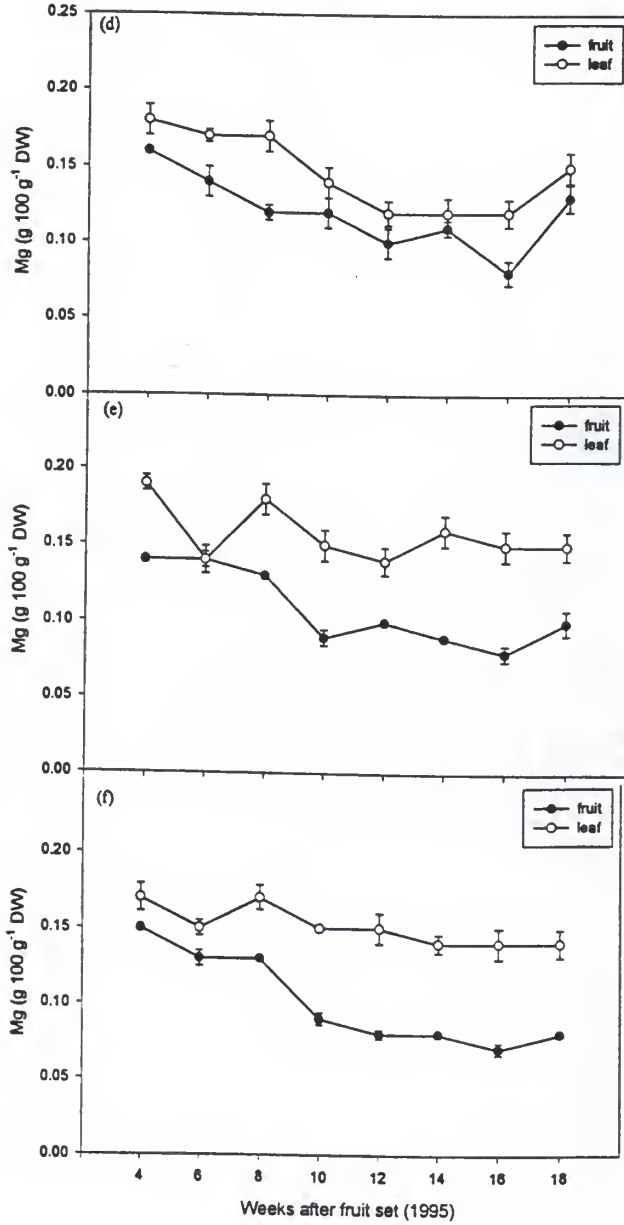 0.25
(d)
fruit
leaf
0.20
0.15
0.10
0.05
0.00
Mg (g 100 g⁻¹ DW)
(e)
fruit
leaf
0.20
0.15
0.10
0.05
0.00
Mg (g 100 g⁻¹ DW)
(f)
fruit
leaf
0.20
0.15
0.10
0.05
0.00
Mg (g 100 g⁻¹ DW)
4 6 8 10 12 14 16 18
Weeks after fruit set (1995)